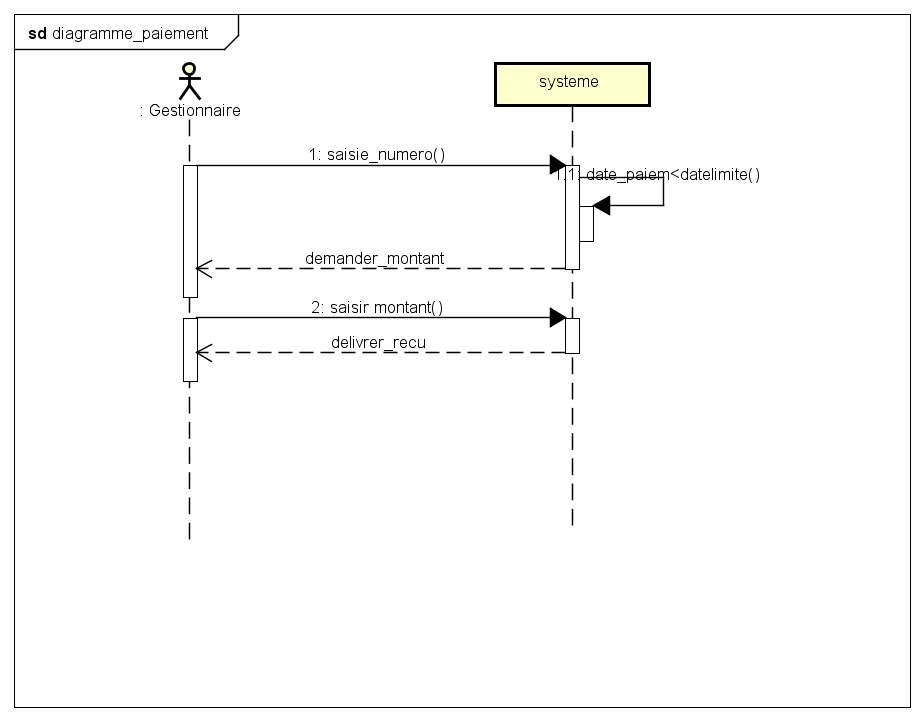 sd diagramme_paiement
systeme
: Gestionnaire
1: saisie_numero()
1.1: date_paiem<datelimite()
demander_montant
2: saisir montant()
delivrer_recu